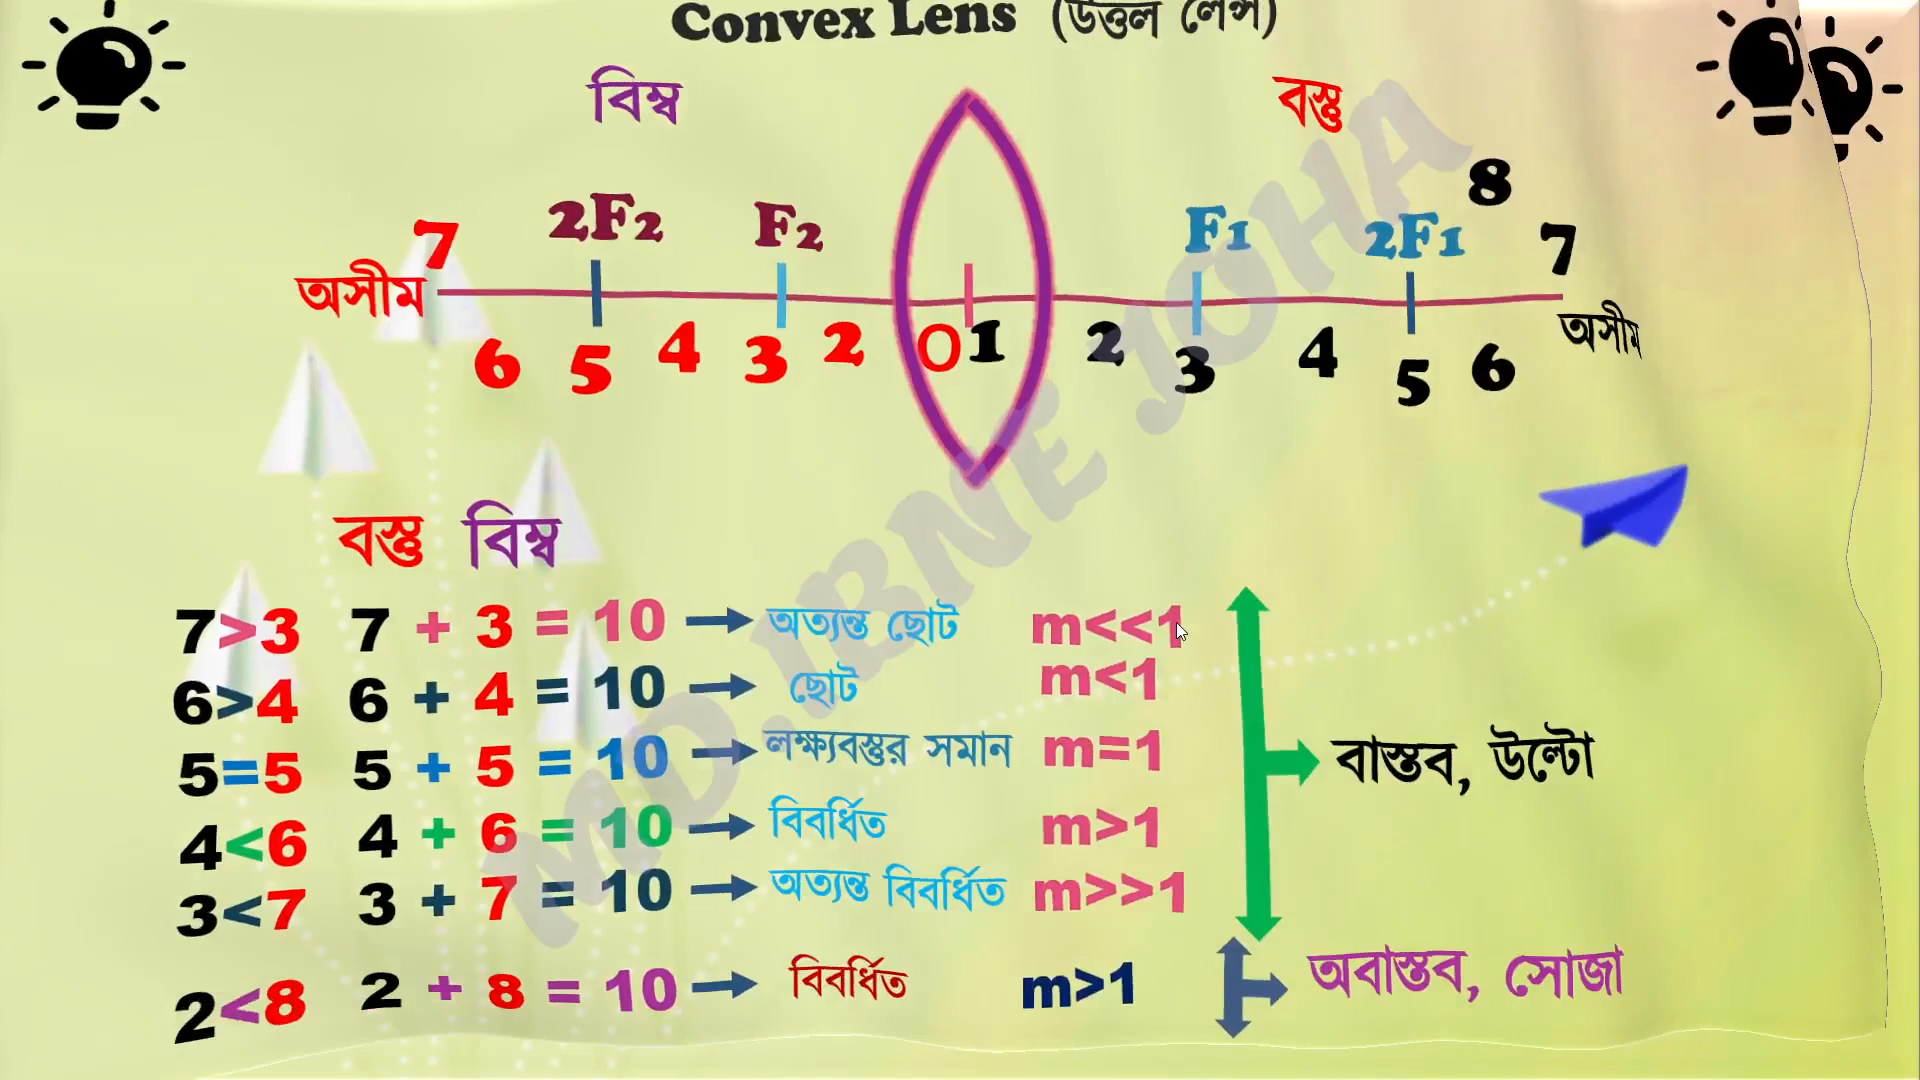 Convex Lens (উত্তল লেন্স)
বিম্ব বস্তু
7 2F2 F2 F1 2F1 8 7
অসীম অসীম
6 5 4 3 2 0 1 2 3 4 5 6
বস্তু বিম্ব
7>3 7 + 3 = 10 → অত্যন্ত ছোট m<<1
6>4 6 + 4 = 10 → ছোট m<1
5=5 5 + 5 = 10 → লক্ষ্যবস্তুর সমান m=1
বাস্তব, উল্টো
4<6 4 + 6 = 10 → বিবর্ধিত m>1
3<7 3 + 7 = 10 → অত্যন্ত বিবর্ধিত m>>1
2<8 2 + 8 = 10 → বিবর্ধিত m>1 অবাস্তব, সোজা
MD.IBNE JOHA